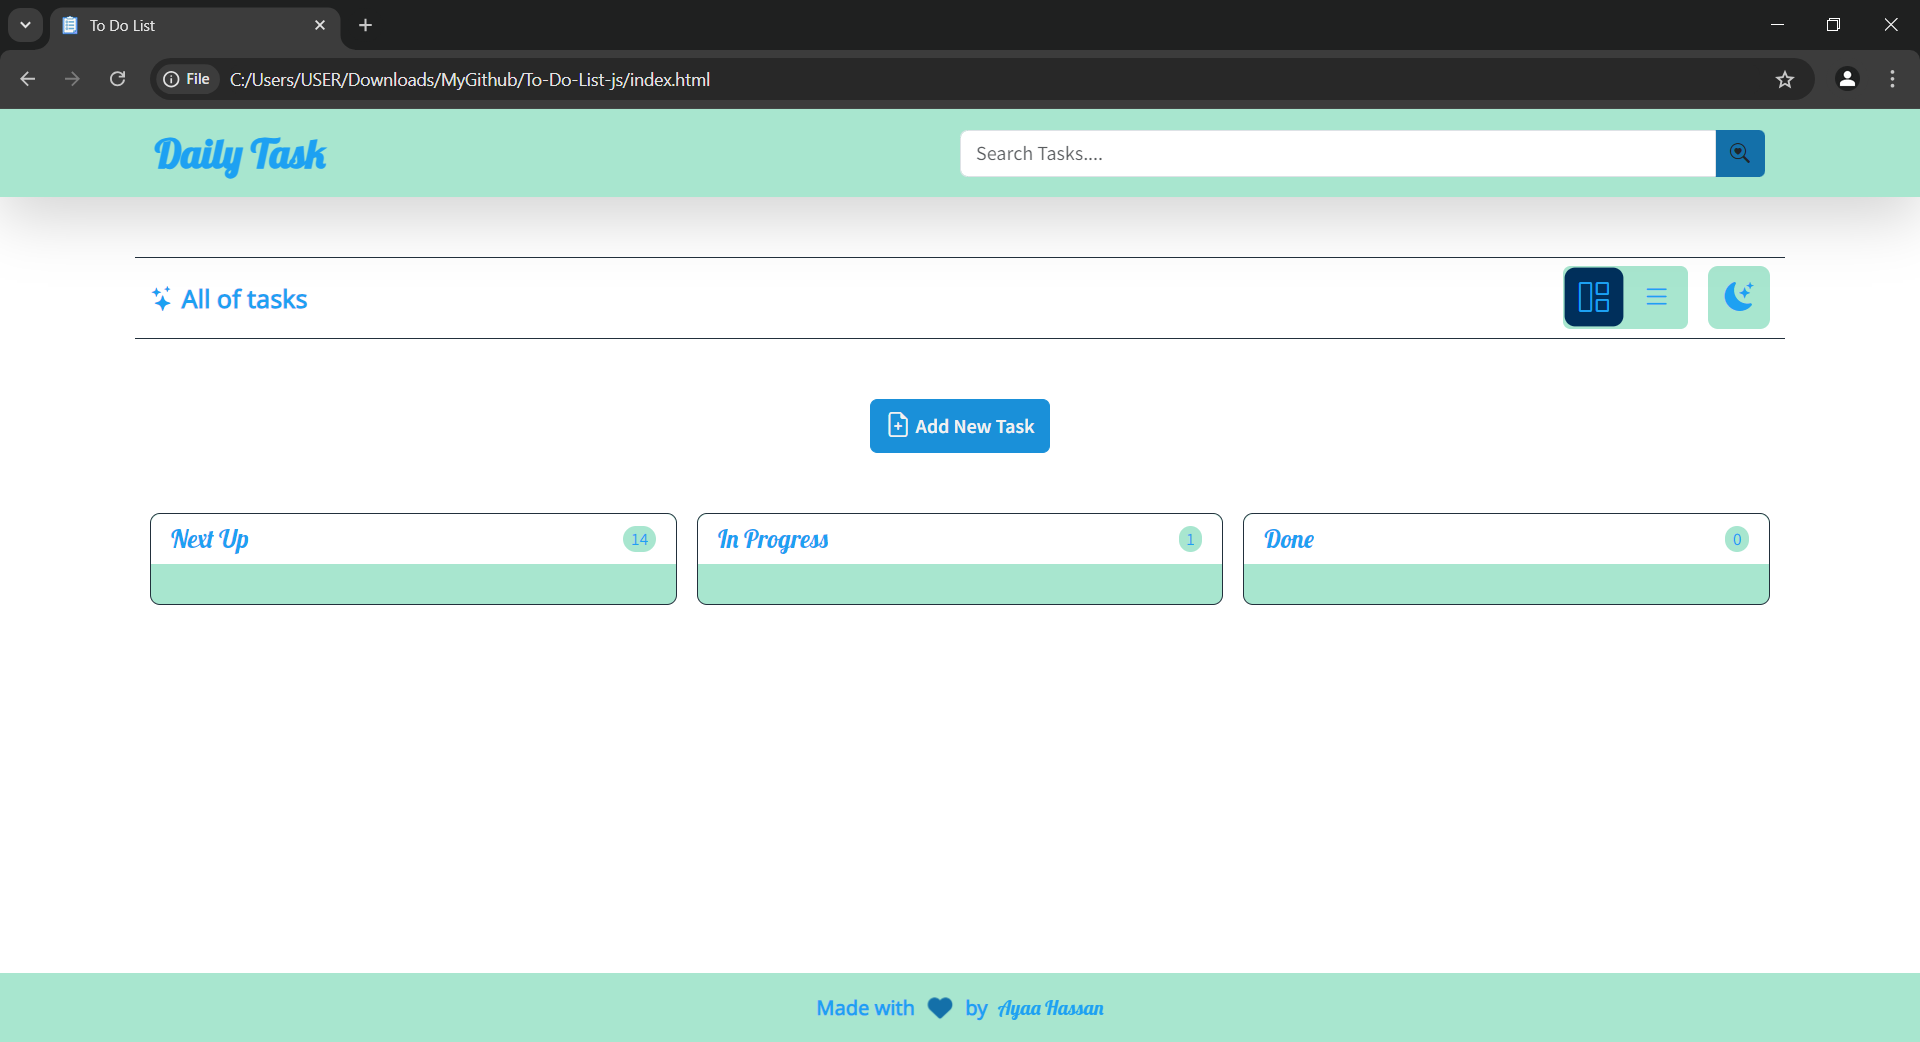 To Do List
File C:/Users/USER/Downloads/MyGithub/To-Do-List-js/index.html
Daily Task
Search Tasks....
All of tasks
Add New Task
Next Up 14
In Progress 1
Done 0
Made with by Ayaa Hassan